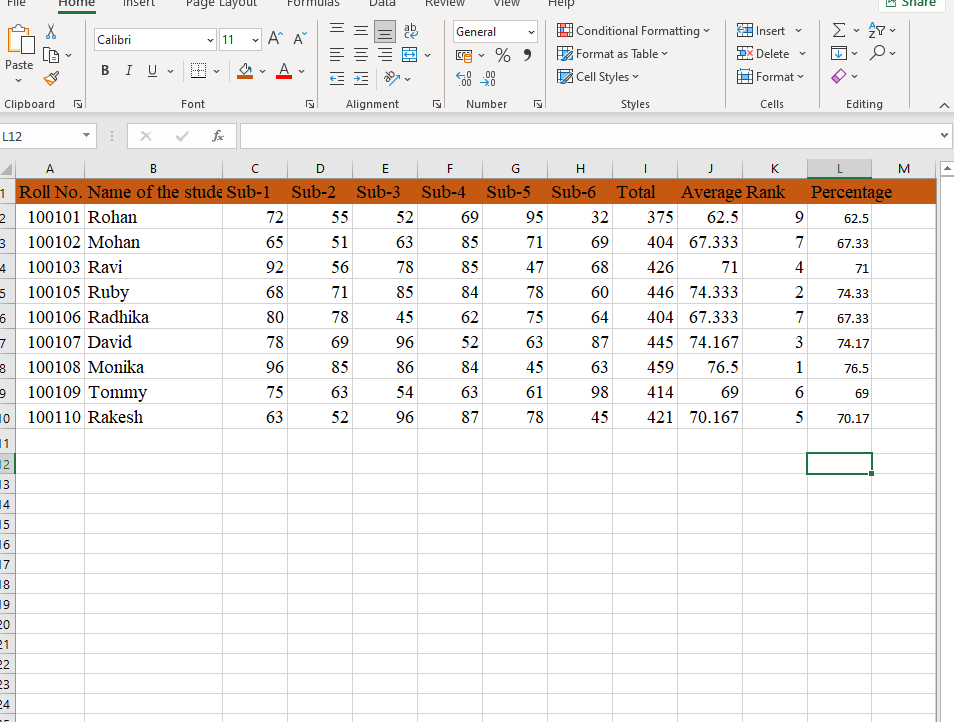 File Home Insert Page Layout Formulas Data Review View Help Share
Calibri 11 General Conditional Formatting Insert
Paste B I U Format as Table Delete
Cell Styles Format
Clipboard Font Alignment Number Styles Cells Editing
L12 fx
A B C D E F G H I J K L M
1 Roll No. Name of the stude Sub-1 Sub-2 Sub-3 Sub-4 Sub-5 Sub-6 Total Average Rank Percentage
2 100101 Rohan 72 55 52 69 95 32 375 62.5 9 62.5
3 100102 Mohan 65 51 63 85 71 69 404 67.333 7 67.33
4 100103 Ravi 92 56 78 85 47 68 426 71 4 71
5 100105 Ruby 68 71 85 84 78 60 446 74.333 2 74.33
6 100106 Radhika 80 78 45 62 75 64 404 67.333 7 67.33
7 100107 David 78 69 96 52 63 87 445 74.167 3 74.17
8 100108 Monika 96 85 86 84 45 63 459 76.5 1 76.5
9 100109 Tommy 75 63 54 63 61 98 414 69 6 69
10 100110 Rakesh 63 52 96 87 78 45 421 70.167 5 70.17
11
12
13
14
15
16
17
18
19
20
21
22
23
24